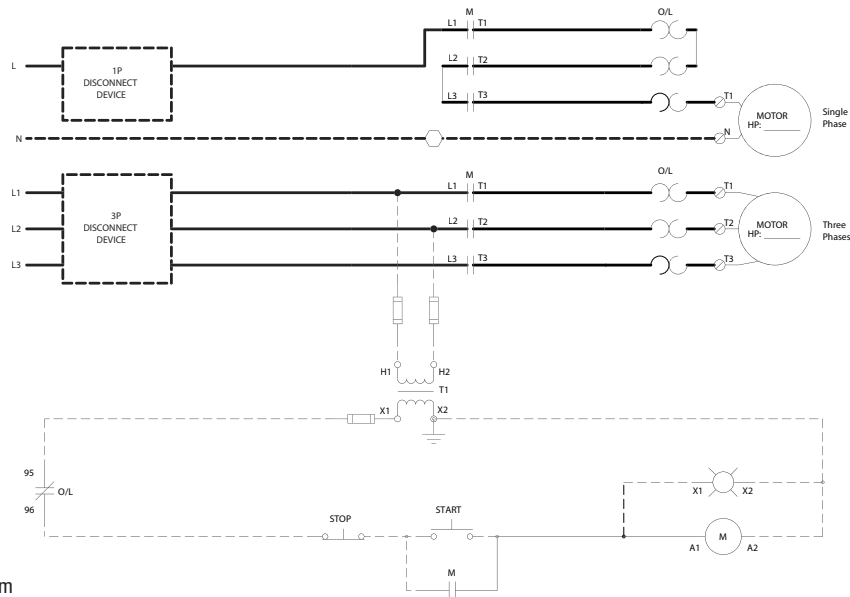 M
O/L
L1
T1
L
1P
DISCONNECT
DEVICE
L2
T2
L3
T3
T1
MOTOR
HP: ______
Single
Phase
N
N
M
O/L
L1
L1
T1
T1
3P
DISCONNECT
DEVICE
L2
L2
T2
T2
MOTOR
HP: ______
Three
Phases
L3
L3
T3
T3
H1
H2
T1
X1
X2
95
O/L
96
X1
X2
STOP
START
M
A1
A2
M
m